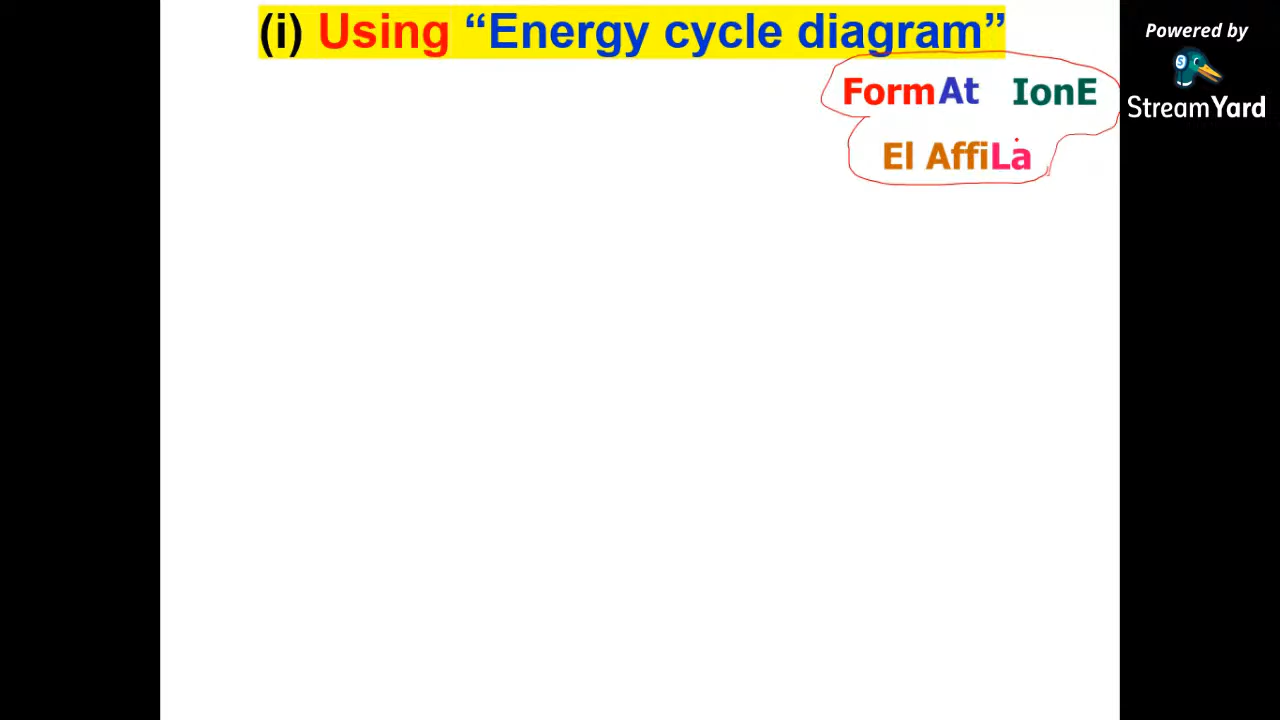 (i) Using “Energy cycle diagram”
FormAt IonE
El AffiLa
Powered by
StreamYard